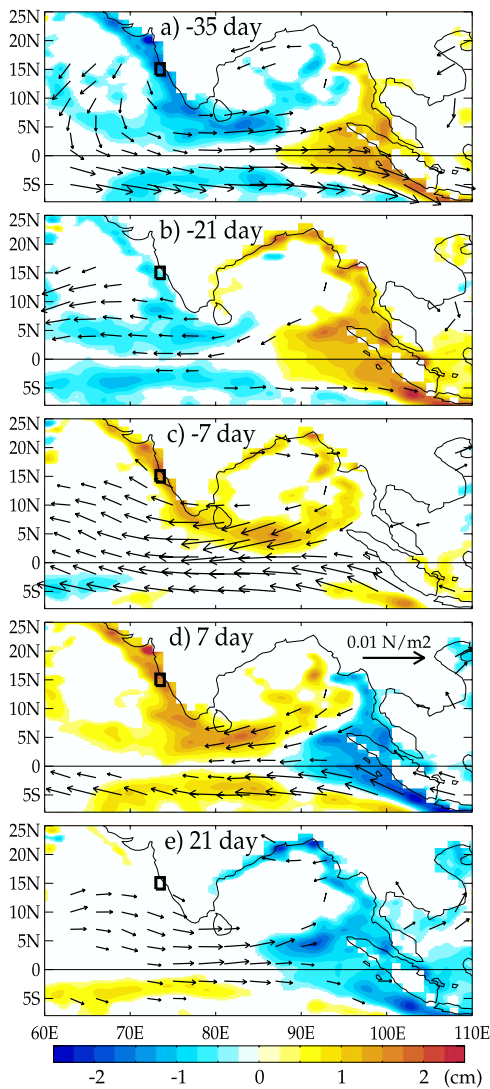 a) -35 day
25N
20N
15N
10N
5N
0
5S
b) -21 day
25N
20N
15N
10N
5N
0
5S
c) -7 day
25N
20N
15N
10N
5N
0
5S
d) 7 day
0.01 N/m2
25N
20N
15N
10N
5N
0
5S
e) 21 day
25N
20N
15N
10N
5N
0
5S
60E 70E 80E 90E 100E 110E
-2 -1 0 1 2 (cm)